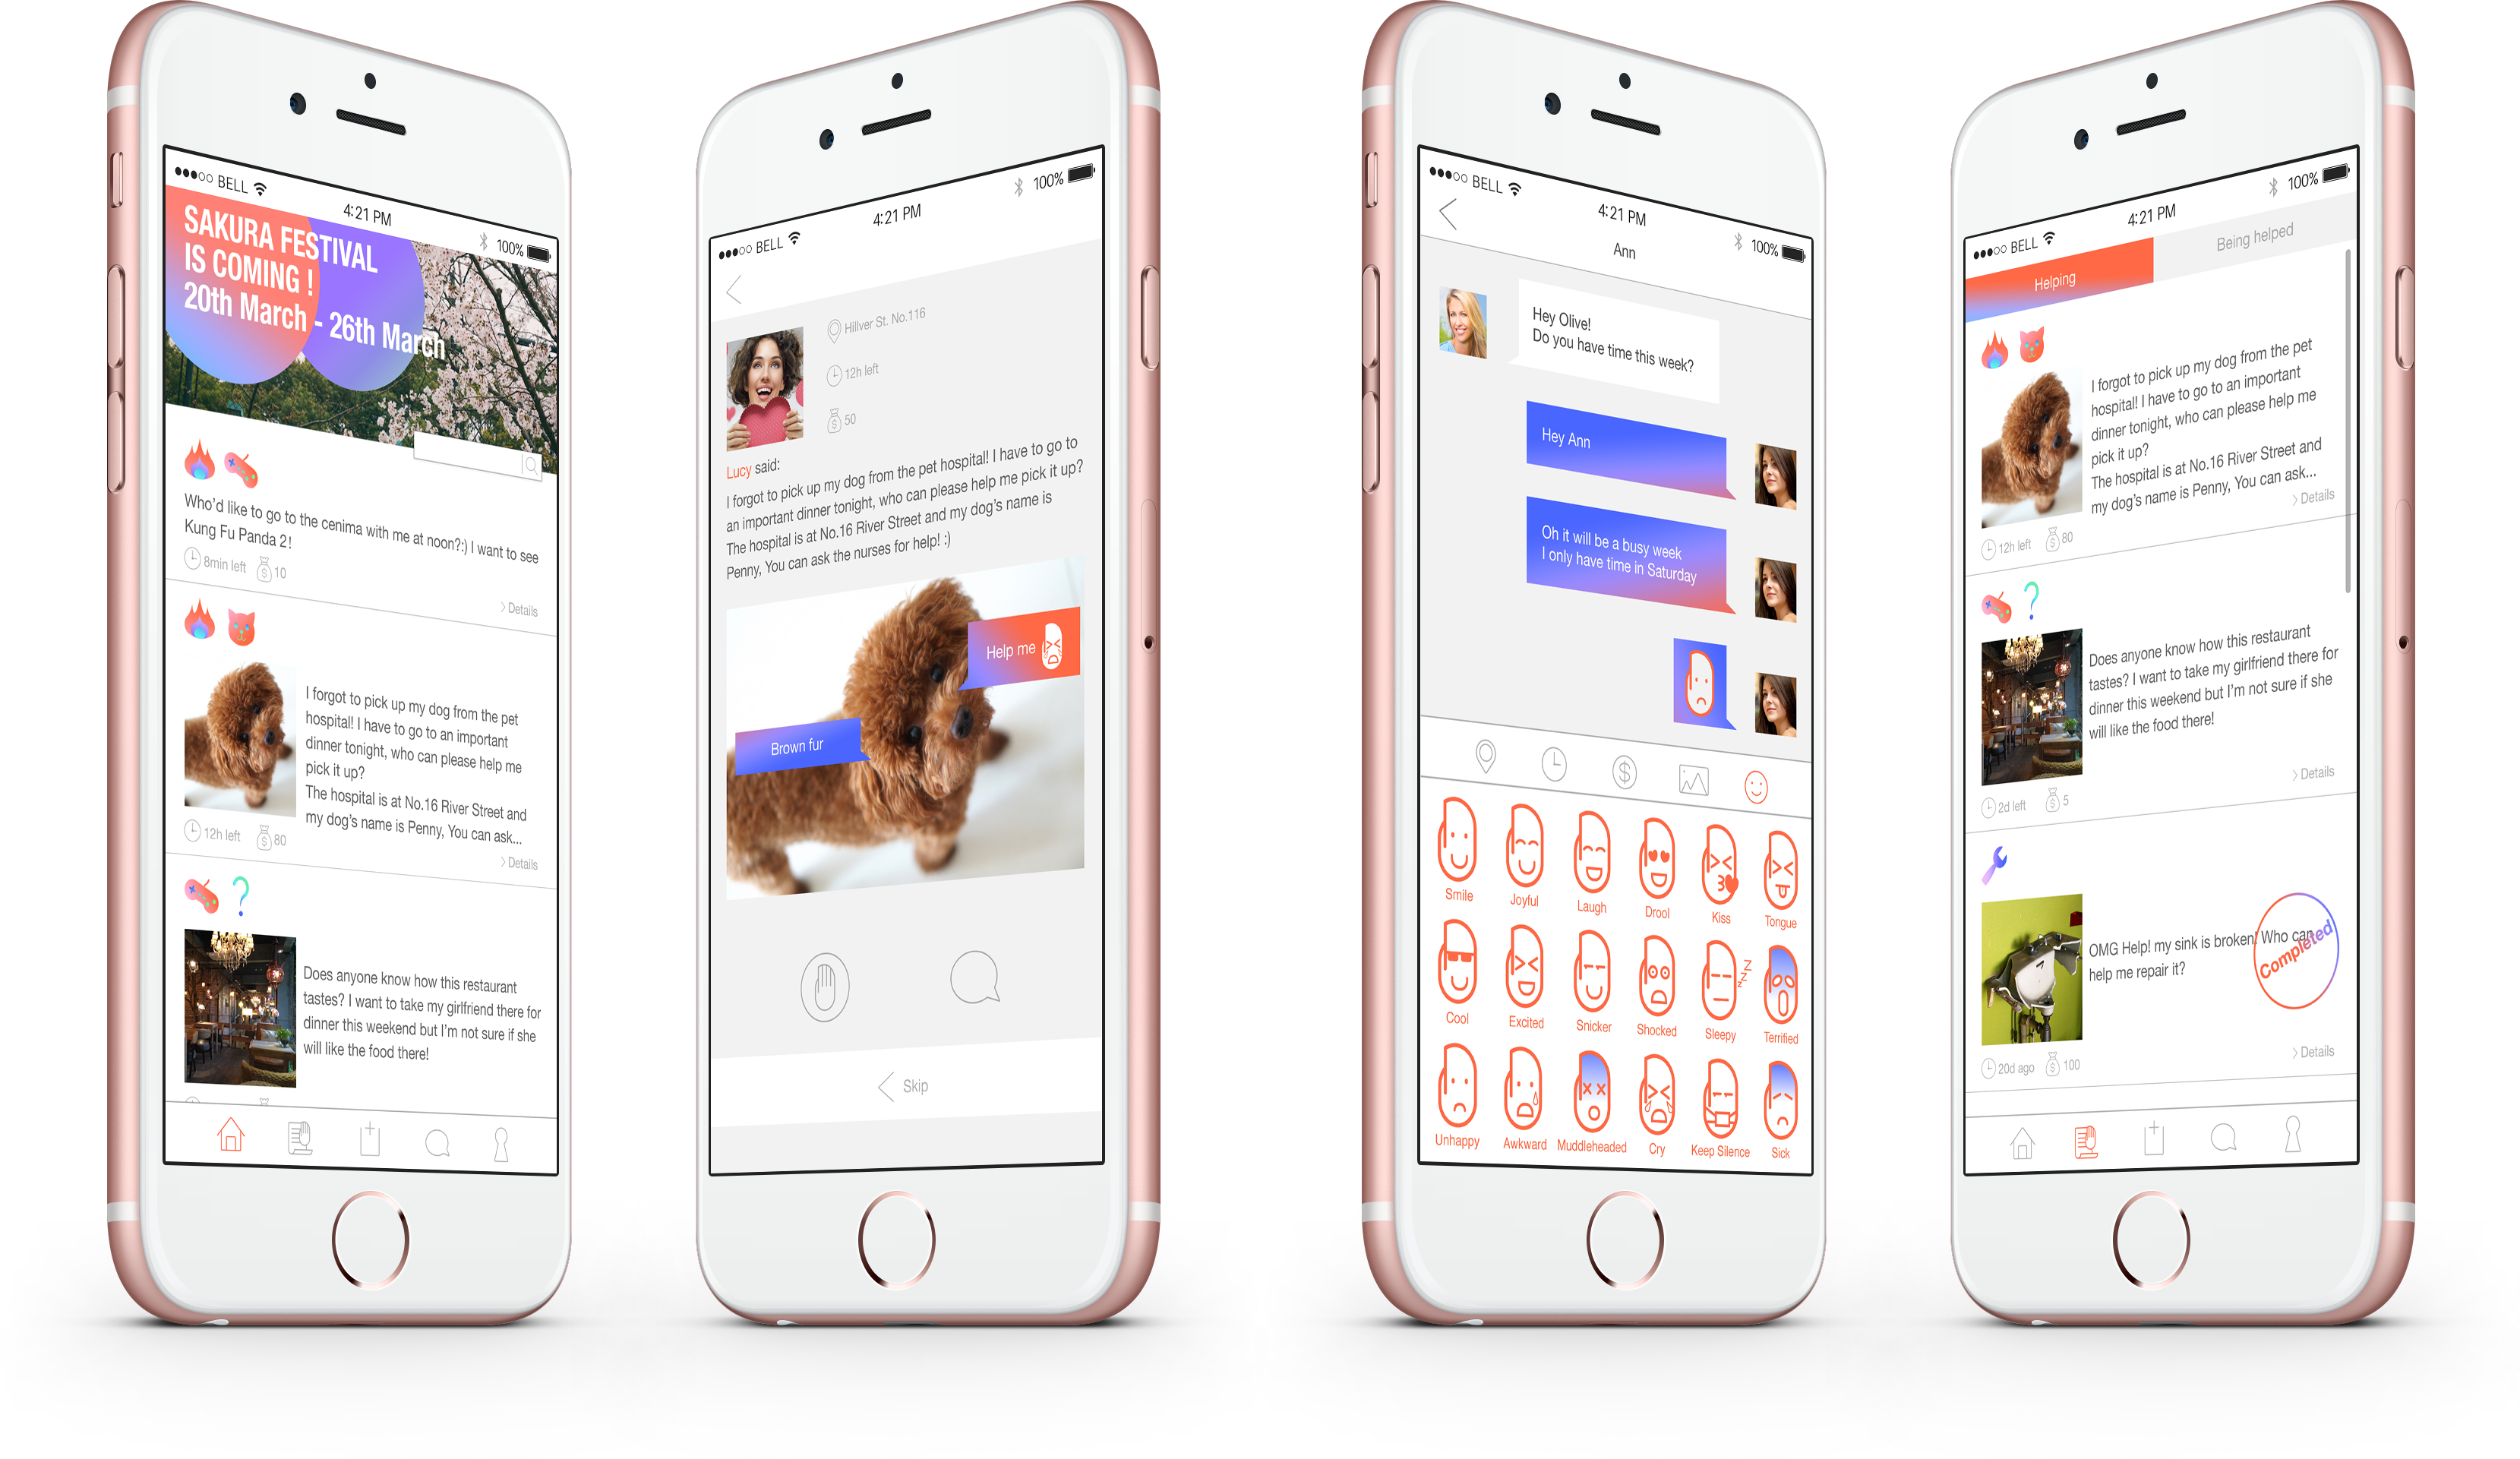 BELL
4:21 PM
100%
SAKURA FESTIVAL
IS COMING !
20th March - 26th March
Who'd like to go to the cenima with me at noon?:) I want to see
Kung Fu Panda 2!
8min left
10
Details
I forgot to pick up my dog from the pet
hospital! I have to go to an important
dinner tonight, who can please help me
pick it up?
The hospital is at No.16 River Street and
my dog's name is Penny, You can ask...
12h left
80
Details
Does anyone know how this restaurant
tastes? I want to take my girlfriend there for
dinner this weekend but I'm not sure if she
will like the food there!
BELL
4:21 PM
100%
Hillver St. No.116
12h left
50
Lucy said:
I forgot to pick up my dog from the pet hospital! I have to go to
an important dinner tonight, who can please help me pick it up?
The hospital is at No.16 River Street and my dog's name is
Penny, You can ask the nurses for help! :)
Help me
Brown fur
Skip
BELL
4:21 PM
100%
Ann
Hey Olive!
Do you have time this week?
Hey Ann
Oh it will be a busy week
I only have time in Saturday
Smile
Joyful
Laugh
Drool
Kiss
Tongue
Cool
Excited
Snicker
Shocked
Sleepy
Terrified
Unhappy
Awkward
Muddleheaded
Cry
Keep Silence
Sick
BELL
4:21 PM
100%
Helping
Being helped
I forgot to pick up my dog from the pet
hospital! I have to go to an important
dinner tonight, who can please help me
pick it up?
The hospital is at No.16 River Street and
my dog's name is Penny, You can ask...
Details
12h left
80
Does anyone know how this restaurant
tastes? I want to take my girlfriend there for
dinner this weekend but I'm not sure if she
will like the food there!
Details
2d left
5
OMG Help! my sink is broken! Who can
help me repair it?
Completed
Details
20d ago
100